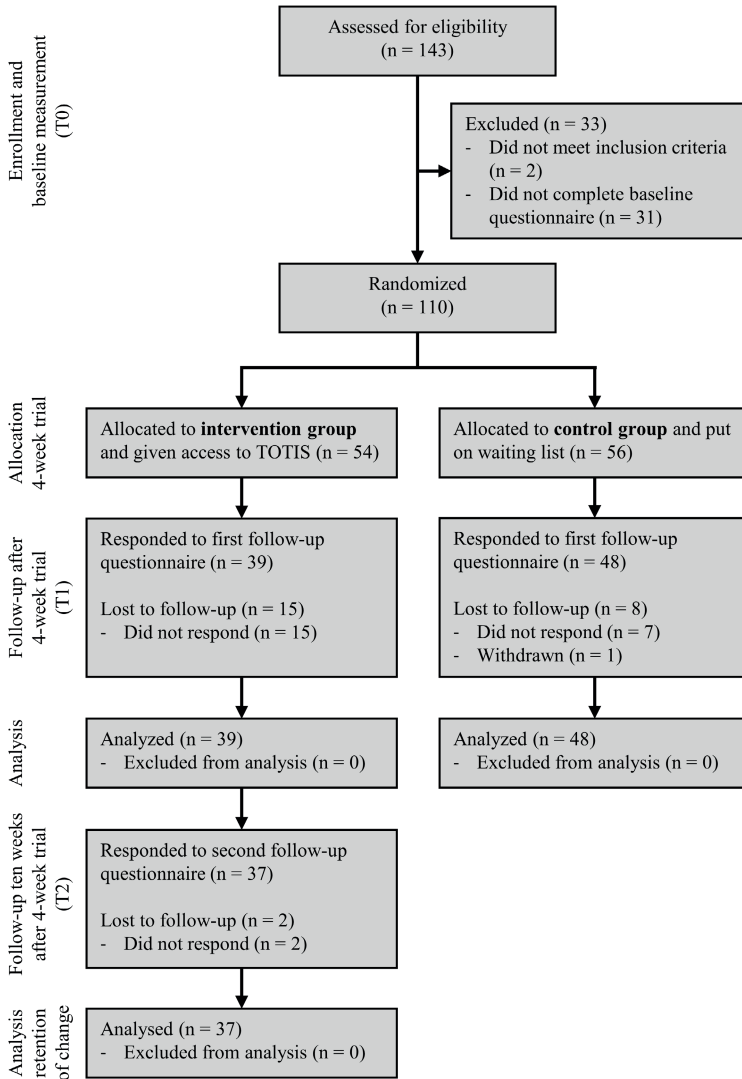 Assessed for eligibility
(n = 143)
Enrollment and
baseline measurement
(T0)
Excluded (n = 33)
- Did not meet inclusion criteria
(n = 2)
- Did not complete baseline
questionnaire (n = 31)
Randomized
(n = 110)
Allocation
4-week trial
Allocated to intervention group
and given access to TOTIS (n = 54)
Allocated to control group and put
on waiting list (n = 56)
Follow-up after
4-week trial
(T1)
Responded to first follow-up
questionnaire (n = 39)
Lost to follow-up (n = 15)
- Did not respond (n = 15)
Responded to first follow-up
questionnaire (n = 48)
Lost to follow-up (n = 8)
- Did not respond (n = 7)
- Withdrawn (n = 1)
Analysis
Analyzed (n = 39)
- Excluded from analysis (n = 0)
Analyzed (n = 48)
- Excluded from analysis (n = 0)
Follow-up ten weeks
after 4-week trial
(T2)
Responded to second follow-up
questionnaire (n = 37)
Lost to follow-up (n = 2)
- Did not respond (n = 2)
Analysis
retention
of change
Analysed (n = 37)
- Excluded from analysis (n = 0)